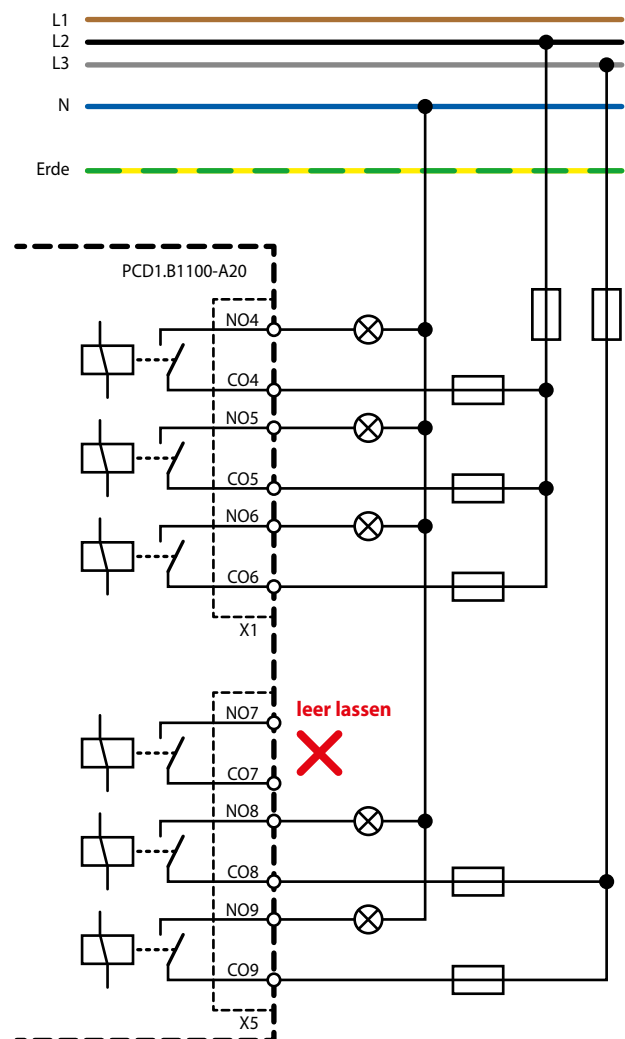 L1
L2
L3
N
Erde
PCD1.B1100-A20
NO4
CO4
NO5
CO5
NO6
CO6
X1
NO7
leer lassen
CO7
NO8
CO8
NO9
CO9
X5